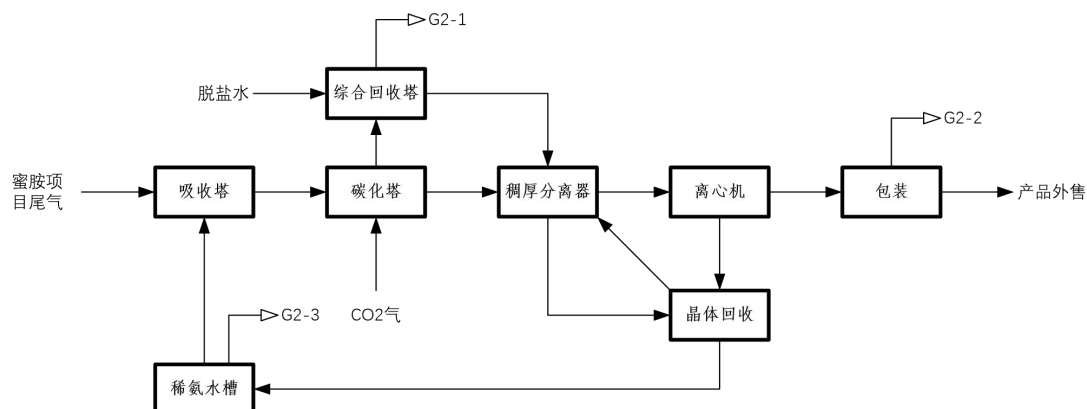 G2-1
脱盐水
综合回收塔
G2-2
蜜胺项
目尾气
吸收塔
碳化塔
稠厚分离器
离心机
包装
产品外售
G2-3
CO2气
晶体回收
稀氨水槽